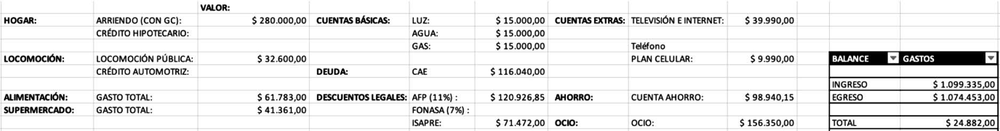 VALOR:
HOGAR: ARRIENDO (CON GC): $ 280.000,00 CUENTAS BÁSICAS: LUZ: $ 15.000,00 CUENTAS EXTRAS: TELEVISIÓN E INTERNET: $ 39.990,00
CRÉDITO HIPOTECARIO: AGUA: $ 15.000,00
GAS: $ 15.000,00 Teléfono
LOCOMOCIÓN: LOCOMOCIÓN PÚBLICA: $ 32.600,00 PLAN CELULAR: $ 9.990,00 BALANCE GASTOS
CRÉDITO AUTOMOTRIZ: DEUDA: CAE $ 116.040,00
INGRESO $ 1.099.335,00
ALIMENTACIÓN: GASTO TOTAL: $ 61.783,00 DESCUENTOS LEGALES: AFP (11%) : $ 120.926,85 AHORRO: CUENTA AHORRO: $ 98.940,15 EGRESO $ 1.074.453,00
SUPERMERCADO: GASTO TOTAL: $ 41.361,00 FONASA (7%) :
ISAPRE: $ 71.472,00 OCIO: OCIO: $ 156.350,00 TOTAL $ 24.882,00